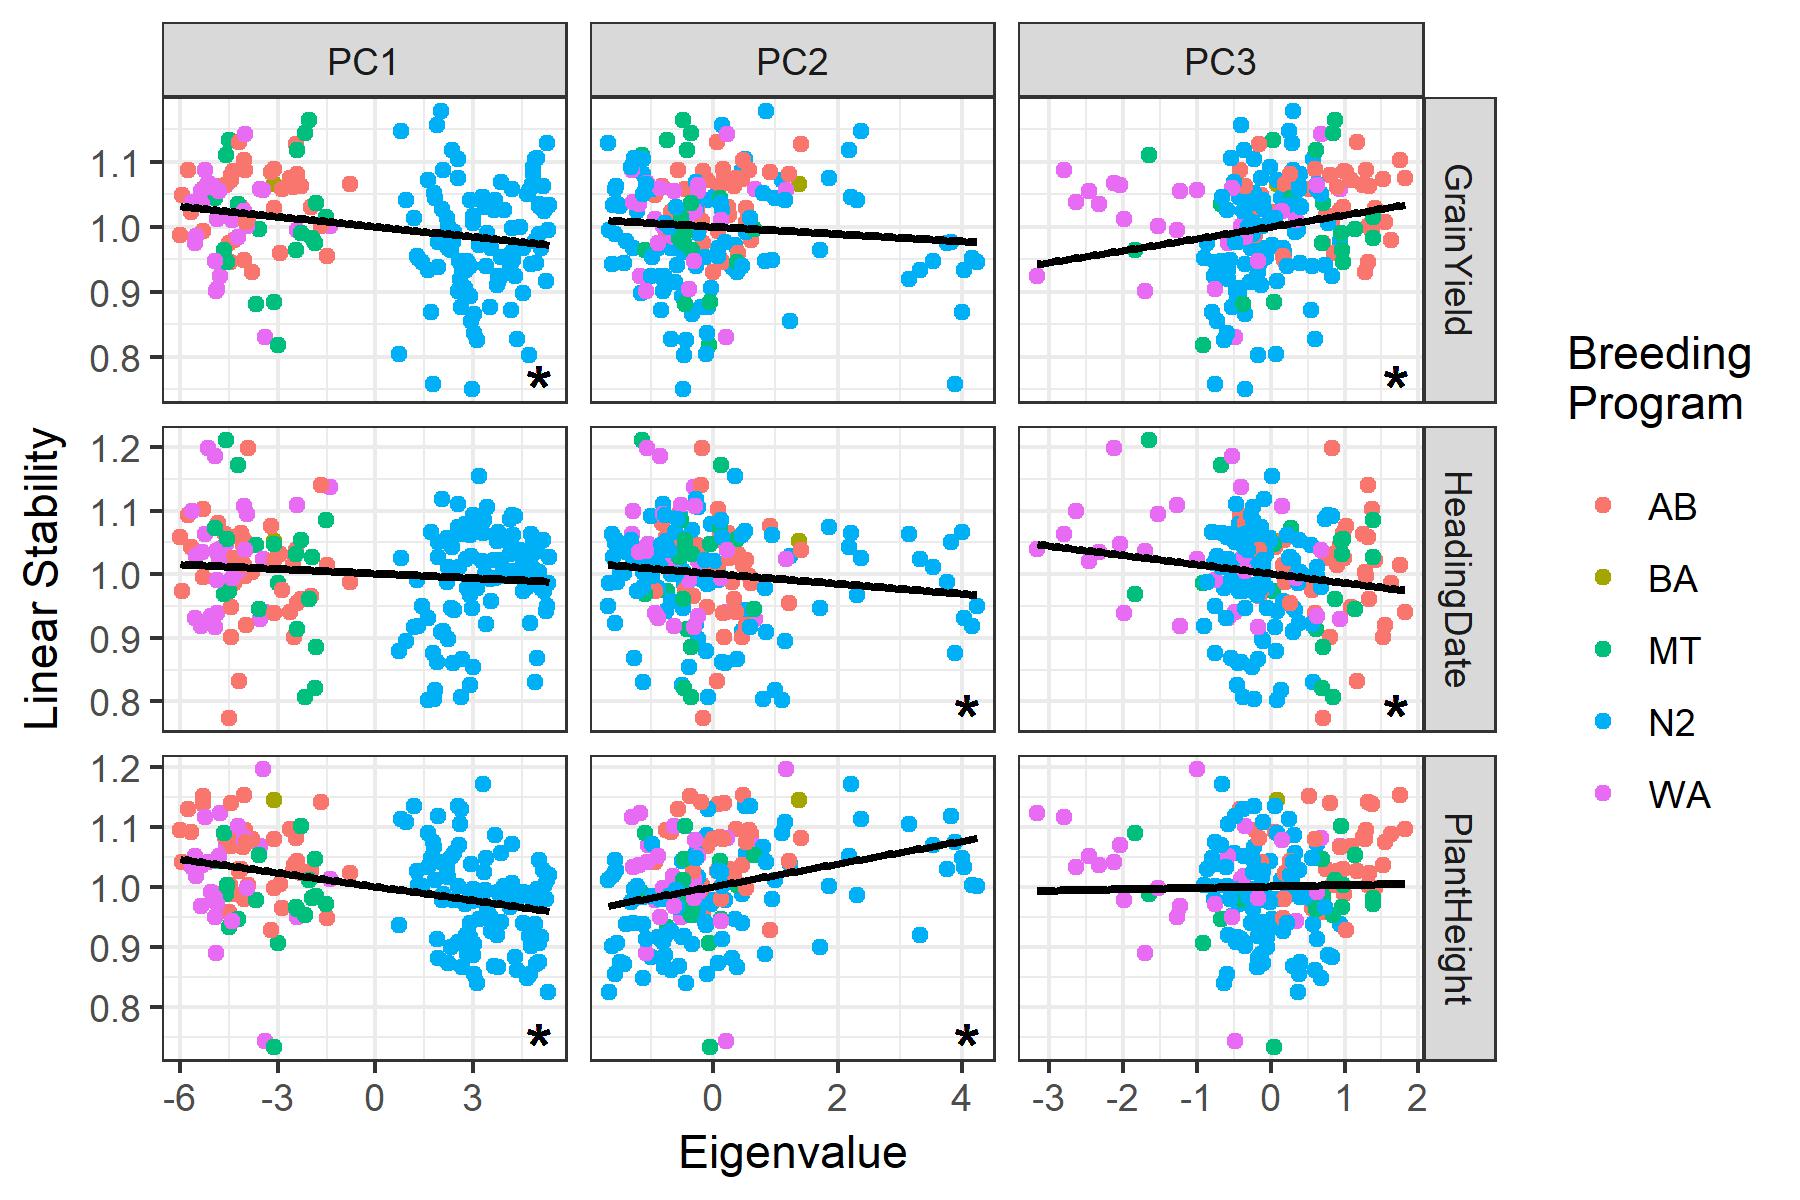 PC1 PC2 PC3
GrainYield
1.1
1.0
0.9
0.8
*
*
HeadingDate
1.2
1.1
1.0
0.9
0.8
*
*
PlantHeight
1.2
1.1
1.0
0.9
0.8
*
*
Linear Stability
-6 -3 0 3
0 2 4
-3 -2 -1 0 1 2
Eigenvalue
Breeding
Program
AB
BA
MT
N2
WA